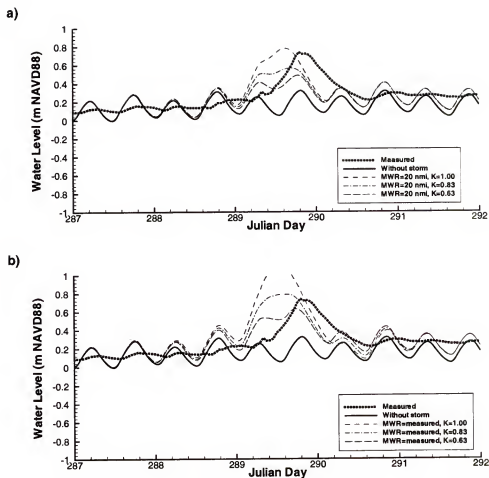 a)
1
0.8
0.6
0.4
0.2
0
-0.2
-0.4
-0.6
-0.8
-1
Water Level (m NAVD88)
287
288
289
290
291
292
Julian Day
Measured
Without storm
MWR=20 nmi, K=1.00
MWR=20 nmi, K=0.83
MWR=20 nmi, K=0.63
b)
1
0.8
0.6
0.4
0.2
0
-0.2
-0.4
-0.6
-0.8
-1
Water Level (m NAVD88)
287
288
289
290
291
292
Julian Day
Measured
Without storm
MWR=measured, K=1.00
MWR=measured, K=0.83
MWR=measured, K=0.63